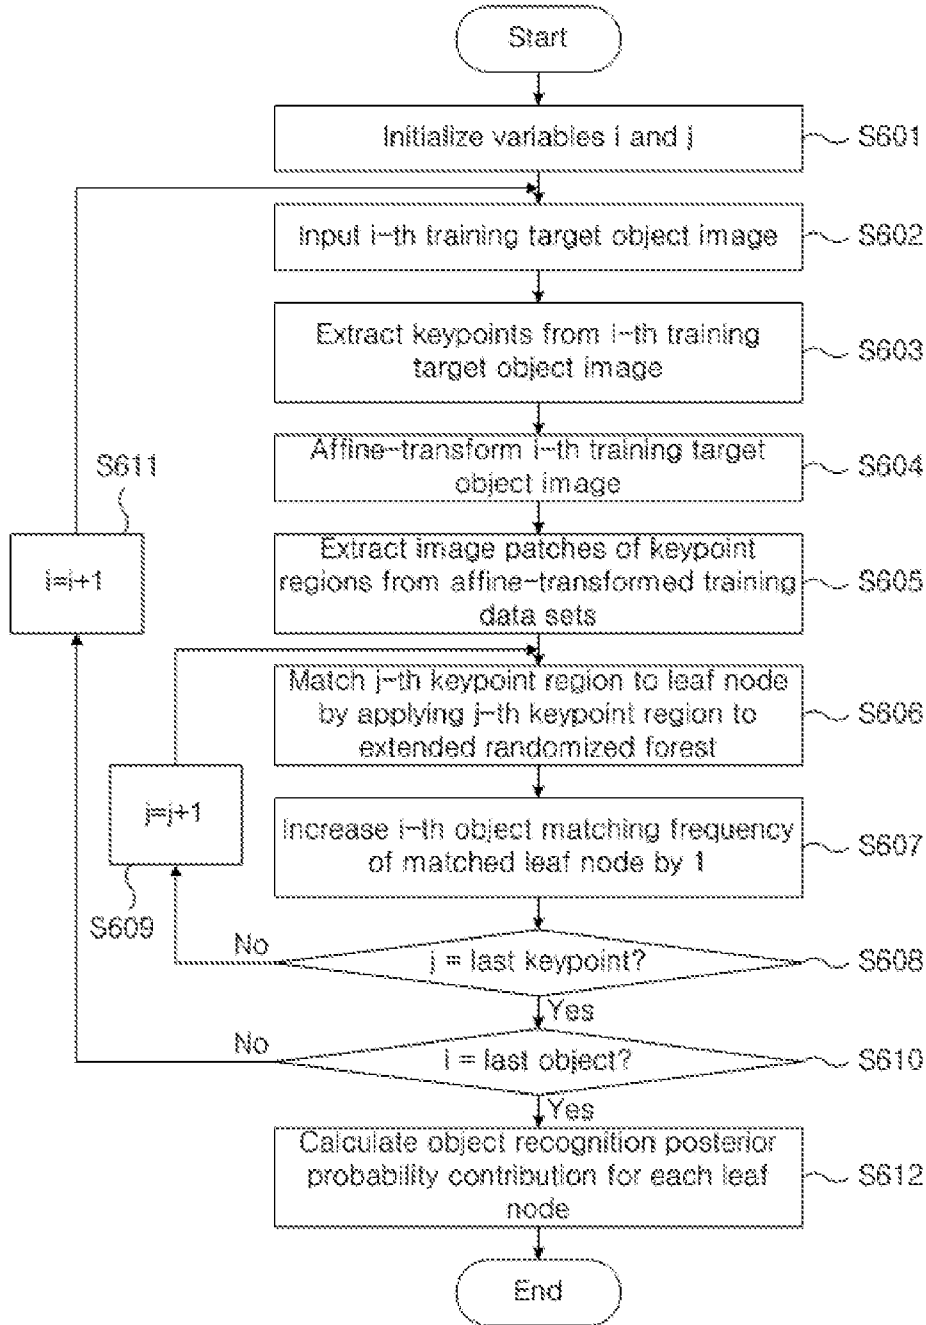 Start
Initialize variables i and j
S601
Input i-th training target object image
S602
Extract keypoints from i-th training
target object image
S603
Affine-transform i-th training target
object image
S604
S611
i=i+1
Extract image patches of keypoint
regions from affine-transformed training
data sets
S605
Match j-th keypoint region to leaf node
by applying j-th keypoint region to
extended randomized forest
S606
j=j+1
S609
Increase i-th object matching frequency
of matched leaf node by 1
S607
No
j = last keypoint?
S608
Yes
No
i = last object?
S610
Yes
Calculate object recognition posterior
probability contribution for each leaf
node
S612
End